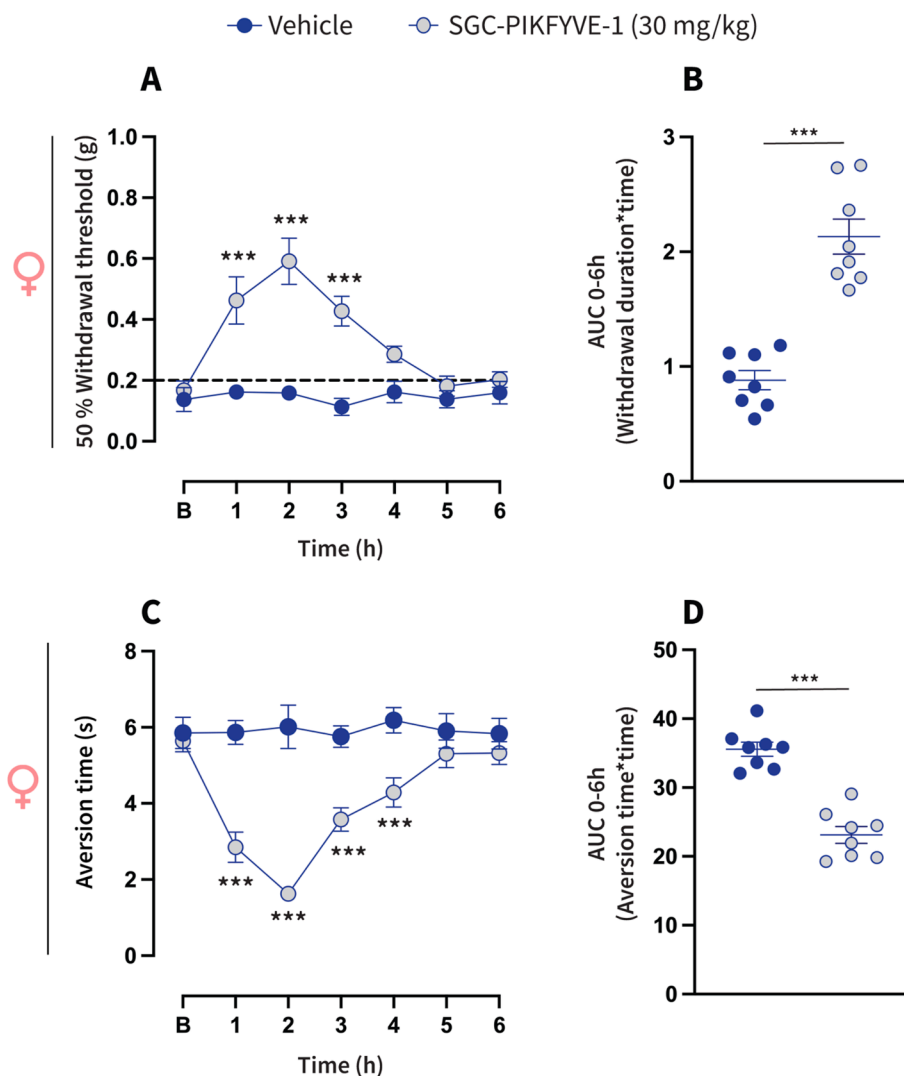 Vehicle SGC-PIKFYVE-1 (30 mg/kg)
A
50 % Withdrawal threshold (g)
1.0
0.8
0.6
0.4
0.2
0.0
***
***
***
B 1 2 3 4 5 6
Time (h)
B
AUC 0-6h
(Withdrawal duration*time)
3
2
1
0
***
C
Aversion time (s)
8
6
4
2
0
***
***
***
***
B 1 2 3 4 5 6
Time (h)
D
AUC 0-6h
(Aversion time*time)
50
40
30
20
10
0
***